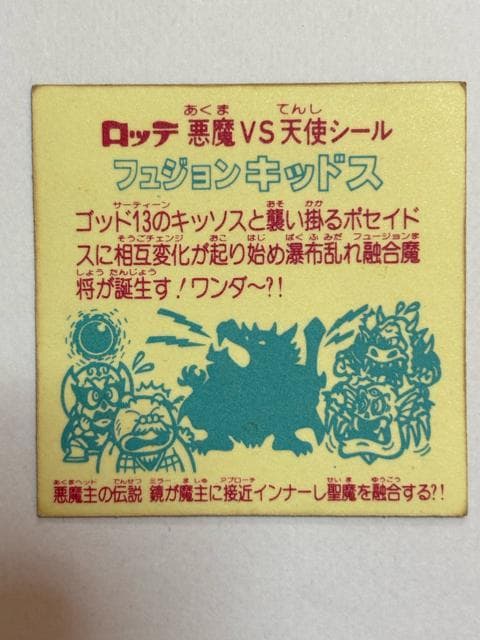 ロッテ 悪魔VS天使シール
フュジョンキッドス
ゴッド13のキッソスと襲い掛るポセイド
スに相互変化が起り始め瀑布乱れ融合魔
将が誕生す!ワンダ〜?!
悪魔主の伝説 鏡が魔主に接近インナーし聖魔を融合する?!